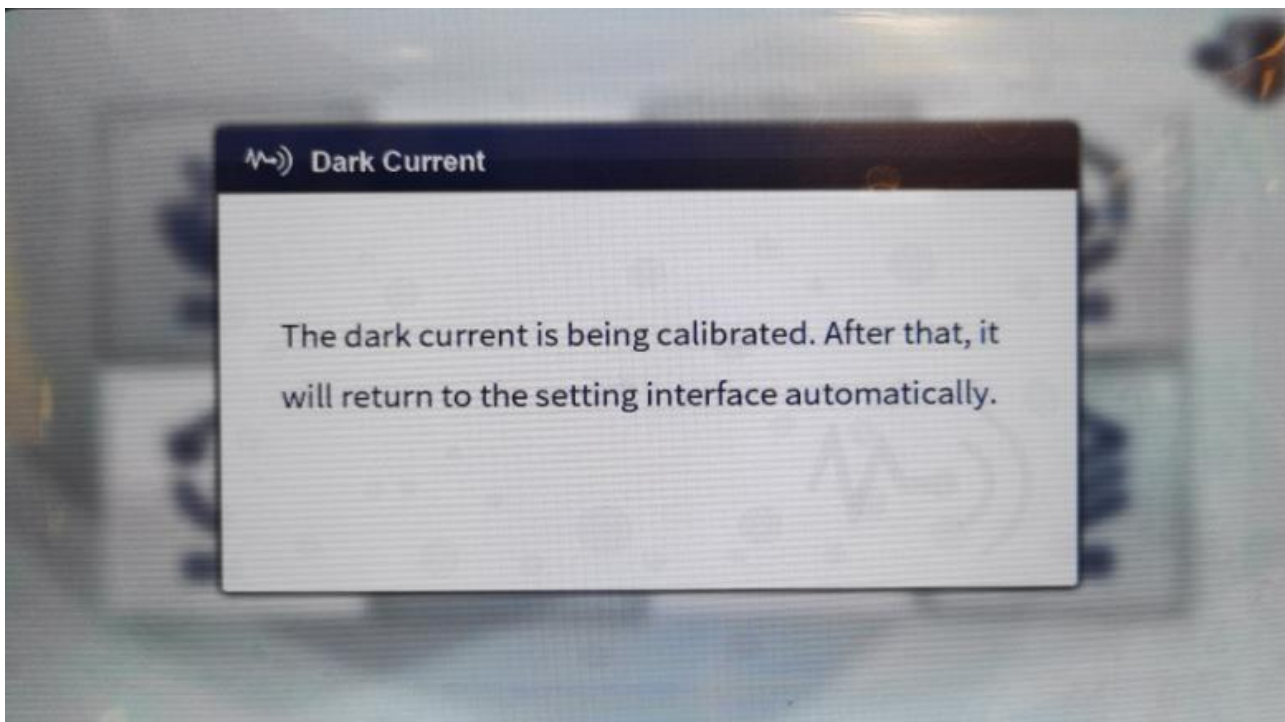 Dark Current
The dark current is being calibrated. After that, it
will return to the setting interface automatically.